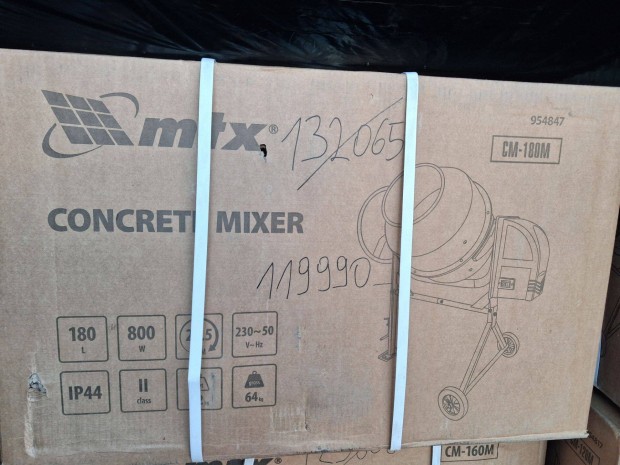 mtx®
132065
954847
CM-180M
CONCRETE MIXER
119990-
180 L
800 W
230~50 V~ Hz
IP44
II class
64 kg
CM-160M